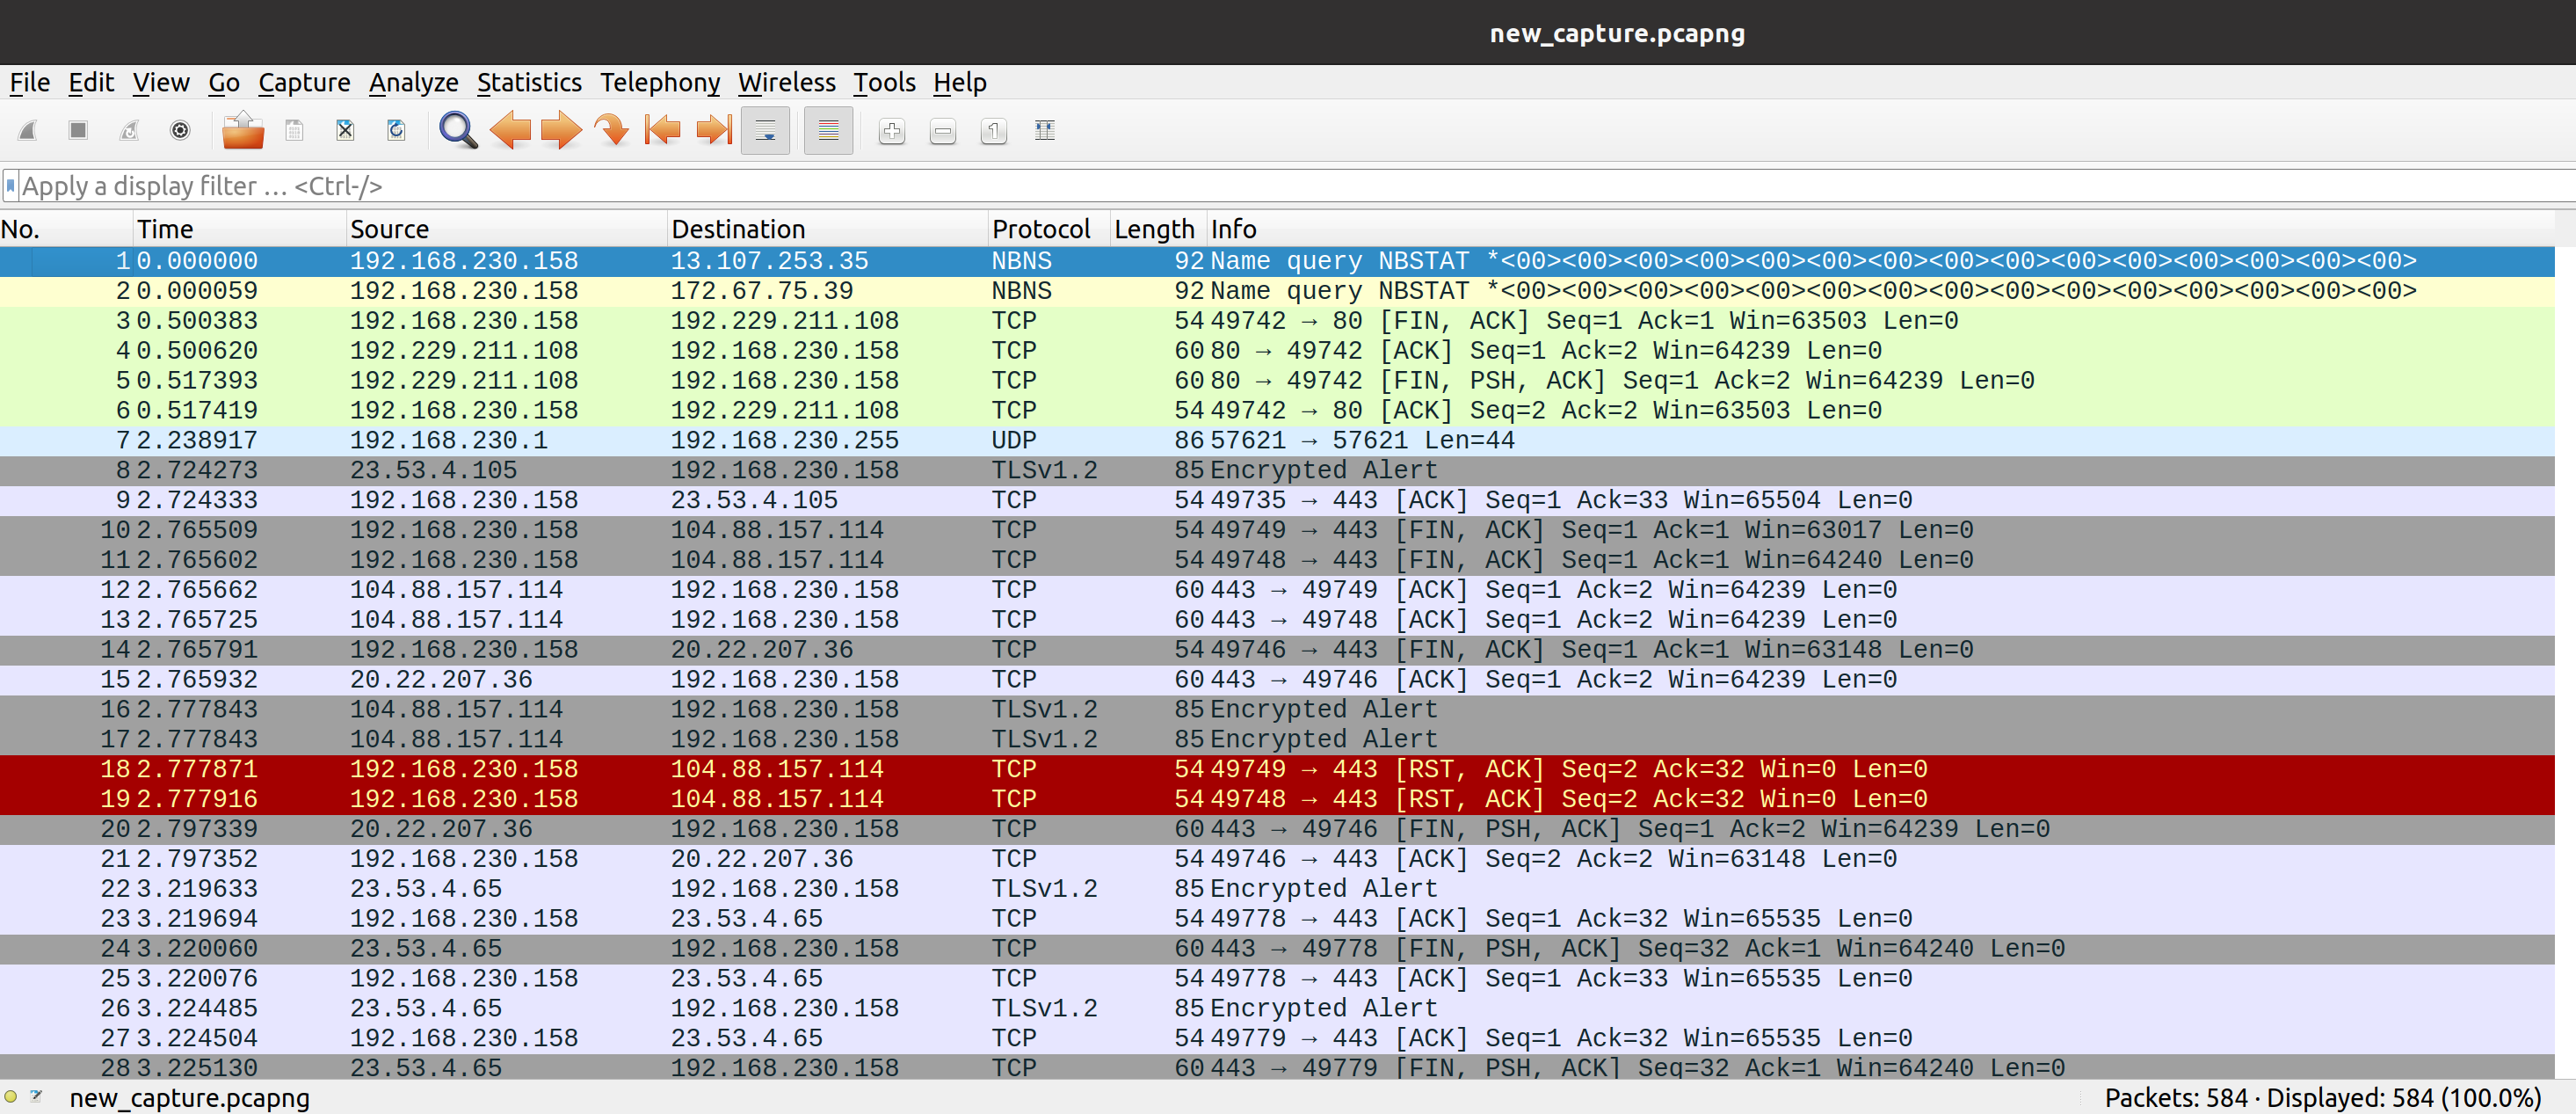 new_capture.pcapng
File Edit View Go Capture Analyze Statistics Telephony Wireless Tools Help
Apply a display filter … <Ctrl-/>
No. Time Source Destination Protocol Length Info
1 0.000000 192.168.230.158 13.107.253.35 NBNS 92 Name query NBSTAT *<00><00><00><00><00><00><00><00><00><00><00><00><00><00><00>
2 0.000059 192.168.230.158 172.67.75.39 NBNS 92 Name query NBSTAT *<00><00><00><00><00><00><00><00><00><00><00><00><00><00><00>
3 0.500383 192.168.230.158 192.229.211.108 TCP 54 49742 → 80 [FIN, ACK] Seq=1 Ack=1 Win=63503 Len=0
4 0.500620 192.229.211.108 192.168.230.158 TCP 60 80 → 49742 [ACK] Seq=1 Ack=2 Win=64239 Len=0
5 0.517393 192.229.211.108 192.168.230.158 TCP 60 80 → 49742 [FIN, PSH, ACK] Seq=1 Ack=2 Win=64239 Len=0
6 0.517419 192.168.230.158 192.229.211.108 TCP 54 49742 → 80 [ACK] Seq=2 Ack=2 Win=63503 Len=0
7 2.238917 192.168.230.1 192.168.230.255 UDP 86 57621 → 57621 Len=44
8 2.724273 23.53.4.105 192.168.230.158 TLSv1.2 85 Encrypted Alert
9 2.724333 192.168.230.158 23.53.4.105 TCP 54 49735 → 443 [ACK] Seq=1 Ack=33 Win=65504 Len=0
10 2.765509 192.168.230.158 104.88.157.114 TCP 54 49749 → 443 [FIN, ACK] Seq=1 Ack=1 Win=63017 Len=0
11 2.765602 192.168.230.158 104.88.157.114 TCP 54 49748 → 443 [FIN, ACK] Seq=1 Ack=1 Win=64240 Len=0
12 2.765662 104.88.157.114 192.168.230.158 TCP 60 443 → 49749 [ACK] Seq=1 Ack=2 Win=64239 Len=0
13 2.765725 104.88.157.114 192.168.230.158 TCP 60 443 → 49748 [ACK] Seq=1 Ack=2 Win=64239 Len=0
14 2.765791 192.168.230.158 20.22.207.36 TCP 54 49746 → 443 [FIN, ACK] Seq=1 Ack=1 Win=63148 Len=0
15 2.765932 20.22.207.36 192.168.230.158 TCP 60 443 → 49746 [ACK] Seq=1 Ack=2 Win=64239 Len=0
16 2.777843 104.88.157.114 192.168.230.158 TLSv1.2 85 Encrypted Alert
17 2.777843 104.88.157.114 192.168.230.158 TLSv1.2 85 Encrypted Alert
18 2.777871 192.168.230.158 104.88.157.114 TCP 54 49749 → 443 [RST, ACK] Seq=2 Ack=32 Win=0 Len=0
19 2.777916 192.168.230.158 104.88.157.114 TCP 54 49748 → 443 [RST, ACK] Seq=2 Ack=32 Win=0 Len=0
20 2.797339 20.22.207.36 192.168.230.158 TCP 60 443 → 49746 [FIN, PSH, ACK] Seq=1 Ack=2 Win=64239 Len=0
21 2.797352 192.168.230.158 20.22.207.36 TCP 54 49746 → 443 [ACK] Seq=2 Ack=2 Win=63148 Len=0
22 3.219633 23.53.4.65 192.168.230.158 TLSv1.2 85 Encrypted Alert
23 3.219694 192.168.230.158 23.53.4.65 TCP 54 49778 → 443 [ACK] Seq=1 Ack=32 Win=65535 Len=0
24 3.220060 23.53.4.65 192.168.230.158 TCP 60 443 → 49778 [FIN, PSH, ACK] Seq=32 Ack=1 Win=64240 Len=0
25 3.220076 192.168.230.158 23.53.4.65 TCP 54 49778 → 443 [ACK] Seq=1 Ack=33 Win=65535 Len=0
26 3.224485 23.53.4.65 192.168.230.158 TLSv1.2 85 Encrypted Alert
27 3.224504 192.168.230.158 23.53.4.65 TCP 54 49779 → 443 [ACK] Seq=1 Ack=32 Win=65535 Len=0
28 3.225130 23.53.4.65 192.168.230.158 TCP 60 443 → 49779 [FIN, PSH, ACK] Seq=32 Ack=1 Win=64240 Len=0
new_capture.pcapng Packets: 584 · Displayed: 584 (100.0%)